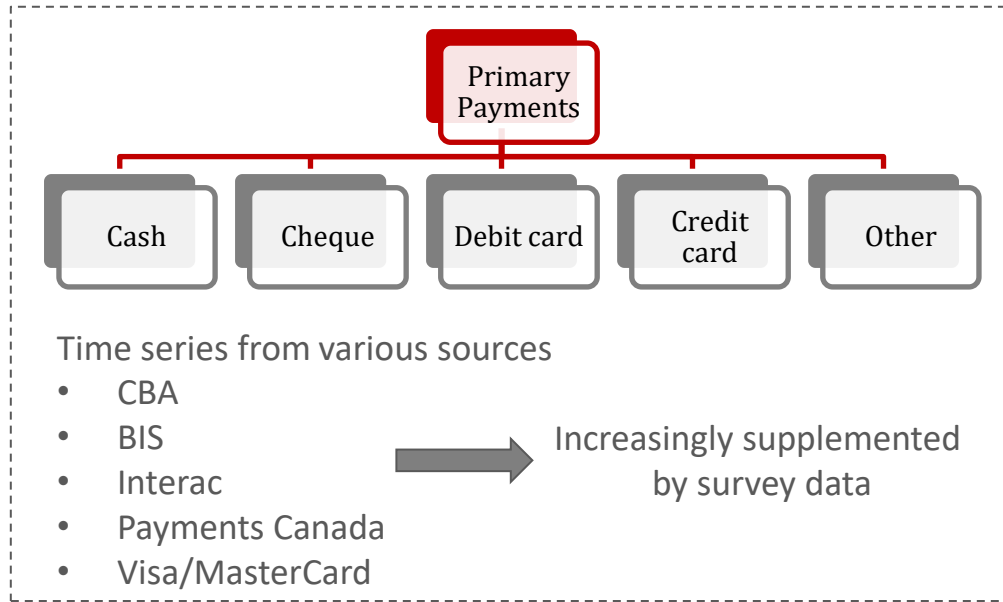 Primary
Payments
Cash
Cheque
Debit card
Credit
card
Other
Time series from various sources
• CBA
• BIS
• Interac
• Payments Canada
• Visa/MasterCard
Increasingly supplemented
by survey data